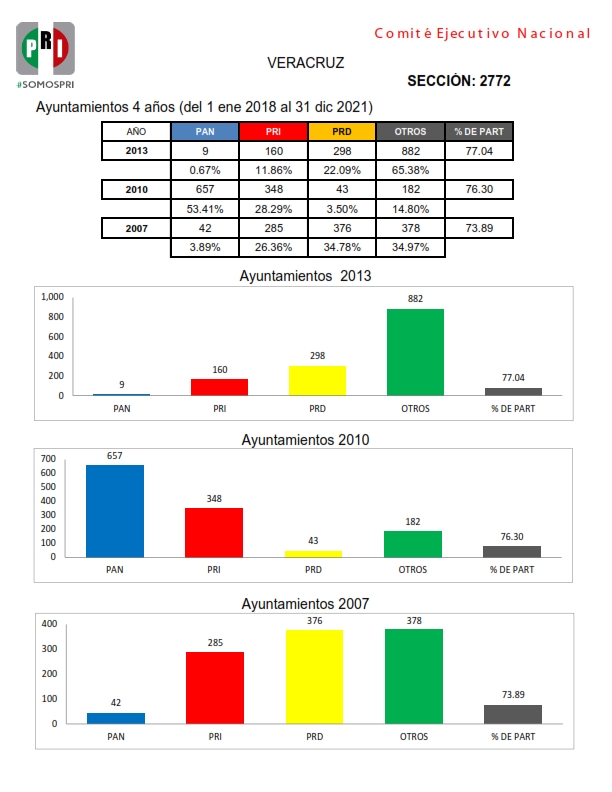 Comité Ejecutivo Nacional
PRI
#SOMOSPRI
VERACRUZ
SECCIÓN: 2772
Ayuntamientos 4 años (del 1 ene 2018 al 31 dic 2021)
AÑO PAN PRI PRD OTROS % DE PART
2013 9 160 298 882 77.04
0.67% 11.86% 22.09% 65.38%
2010 657 348 43 182 76.30
53.41% 28.29% 3.50% 14.80%
2007 42 285 376 378 73.89
3.89% 26.36% 34.78% 34.97%
Ayuntamientos 2013
1,000
800
600
400
200
0
9 160 298 882 77.04
PAN PRI PRD OTROS % DE PART
Ayuntamientos 2010
700
600
500
400
300
200
100
0
657 348 43 182 76.30
PAN PRI PRD OTROS % DE PART
Ayuntamientos 2007
400
300
200
100
0
42 285 376 378 73.89
PAN PRI PRD OTROS % DE PART